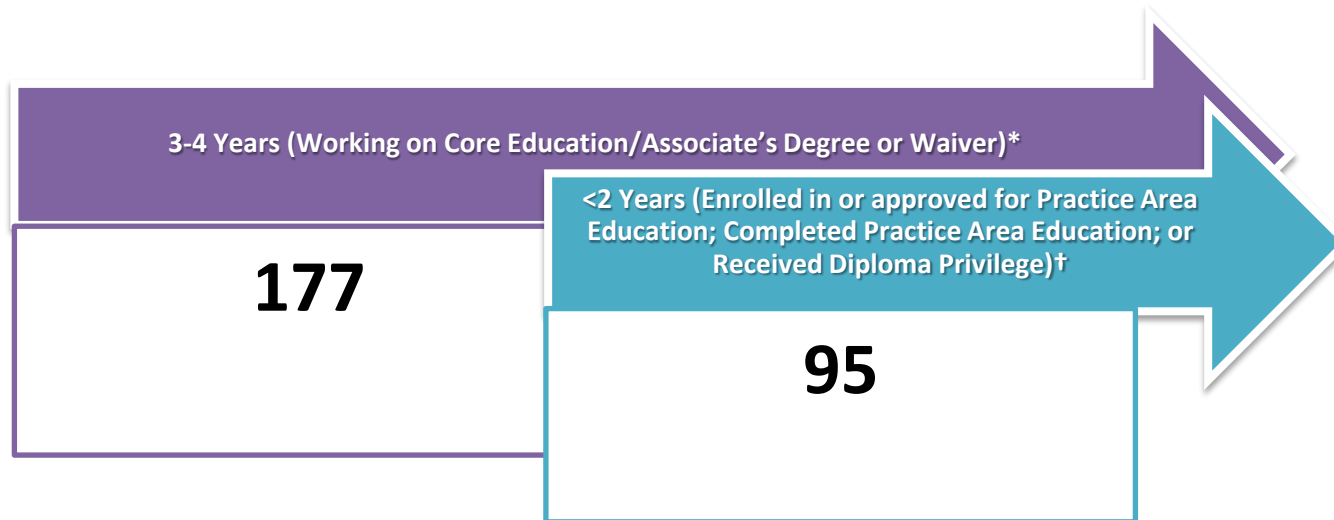 3-4 Years (Working on Core Education/Associate’s Degree or Waiver)*
<2 Years (Enrolled in or approved for Practice Area
Education; Completed Practice Area Education; or
Received Diploma Privilege)†
177
95